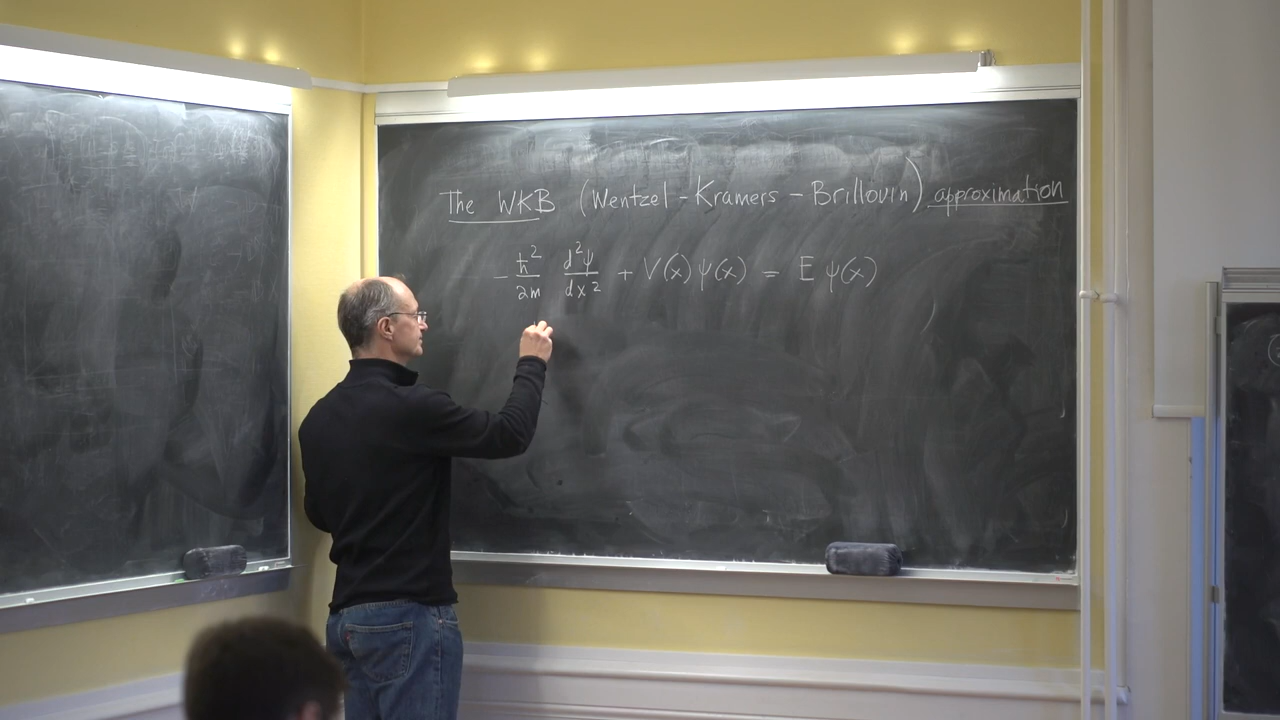 The WKB (Wentzel - Kramers - Brillouin) approximation
- ħ²/2m d²ψ/dx² + V(x) ψ(x) = E ψ(x)